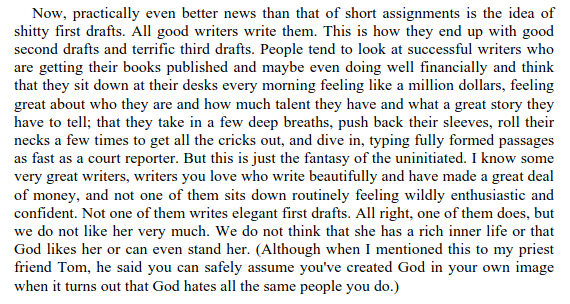 Now, practically even better news than that of short assignments is the idea of
shitty first drafts. All good writers write them. This is how they end up with good
second drafts and terrific third drafts. People tend to look at successful writers who
are getting their books published and maybe even doing well financially and think
that they sit down at their desks every morning feeling like a million dollars, feeling
great about who they are and how much talent they have and what a great story they
have to tell; that they take in a few deep breaths, push back their sleeves, roll their
necks a few times to get all the cricks out, and dive in, typing fully formed passages
as fast as a court reporter. But this is just the fantasy of the uninitiated. I know some
very great writers, writers you love who write beautifully and have made a great deal
of money, and not one of them sits down routinely feeling wildly enthusiastic and
confident. Not one of them writes elegant first drafts. All right, one of them does, but
we do not like her very much. We do not think that she has a rich inner life or that
God likes her or can even stand her. (Although when I mentioned this to my priest
friend Tom, he said you can safely assume you've created God in your own image
when it turns out that God hates all the same people you do.)